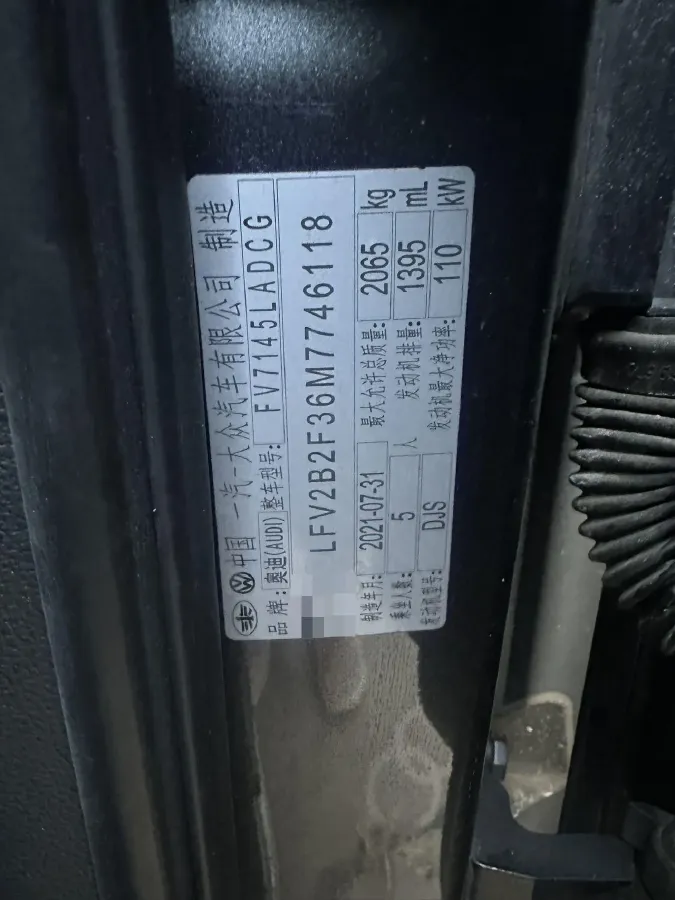 中国 一汽-大众汽车有限公司 制造
品 牌: 奥迪(AUDI) 整车型号: FV7145LADCG
LFV2B2F36M7746118
制造年月: 2021-07-31 最大允许总质量: 2065 kg
乘坐人数: 5 人 发动机排量: 1395 mL
发动机型号: DJS 发动机最大净功率: 110 kW